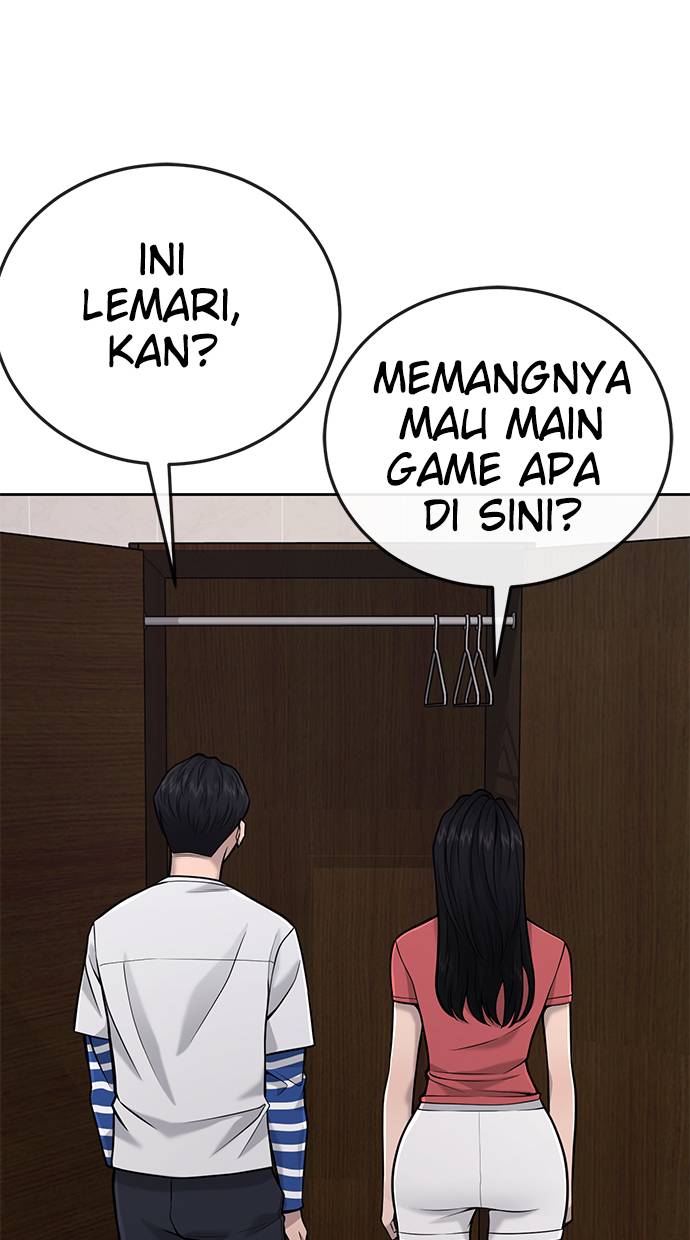 INI
LEMARI,
KAN?
MEMANGNYA
MAU MAIN
GAME APA
DI SINI?